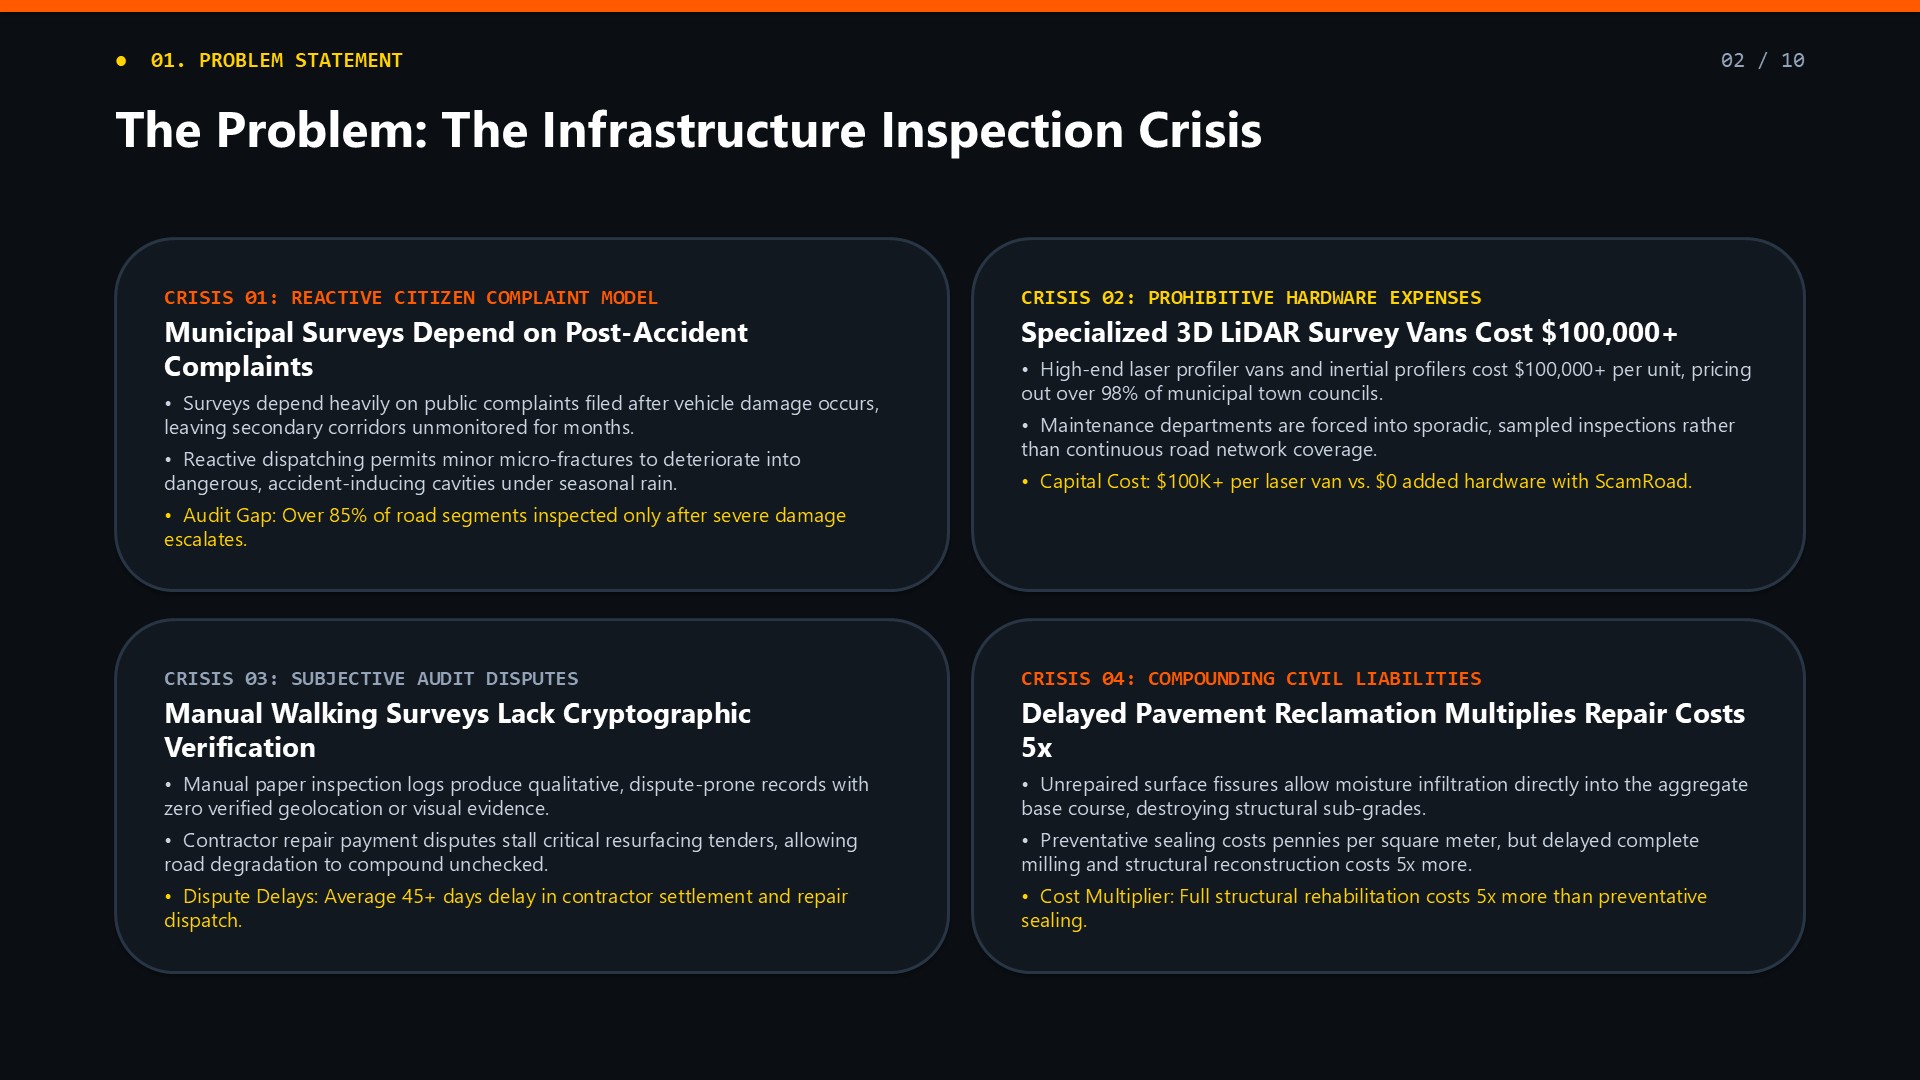 ● 01. PROBLEM STATEMENT
02 / 10
The Problem: The Infrastructure Inspection Crisis
CRISIS 01: REACTIVE CITIZEN COMPLAINT MODEL
Municipal Surveys Depend on Post-Accident
Complaints
• Surveys depend heavily on public complaints filed after vehicle damage occurs,
leaving secondary corridors unmonitored for months.
• Reactive dispatching permits minor micro-fractures to deteriorate into
dangerous, accident-inducing cavities under seasonal rain.
• Audit Gap: Over 85% of road segments inspected only after severe damage
escalates.
CRISIS 02: PROHIBITIVE HARDWARE EXPENSES
Specialized 3D LiDAR Survey Vans Cost $100,000+
• High-end laser profiler vans and inertial profilers cost $100,000+ per unit, pricing
out over 98% of municipal town councils.
• Maintenance departments are forced into sporadic, sampled inspections rather
than continuous road network coverage.
• Capital Cost: $100K+ per laser van vs. $0 added hardware with ScamRoad.
CRISIS 03: SUBJECTIVE AUDIT DISPUTES
Manual Walking Surveys Lack Cryptographic
Verification
• Manual paper inspection logs produce qualitative, dispute-prone records with
zero verified geolocation or visual evidence.
• Contractor repair payment disputes stall critical resurfacing tenders, allowing
road degradation to compound unchecked.
• Dispute Delays: Average 45+ days delay in contractor settlement and repair
dispatch.
CRISIS 04: COMPOUNDING CIVIL LIABILITIES
Delayed Pavement Reclamation Multiplies Repair Costs
5x
• Unrepaired surface fissures allow moisture infiltration directly into the aggregate
base course, destroying structural sub-grades.
• Preventative sealing costs pennies per square meter, but delayed complete
milling and structural reconstruction costs 5x more.
• Cost Multiplier: Full structural rehabilitation costs 5x more than preventative
sealing.